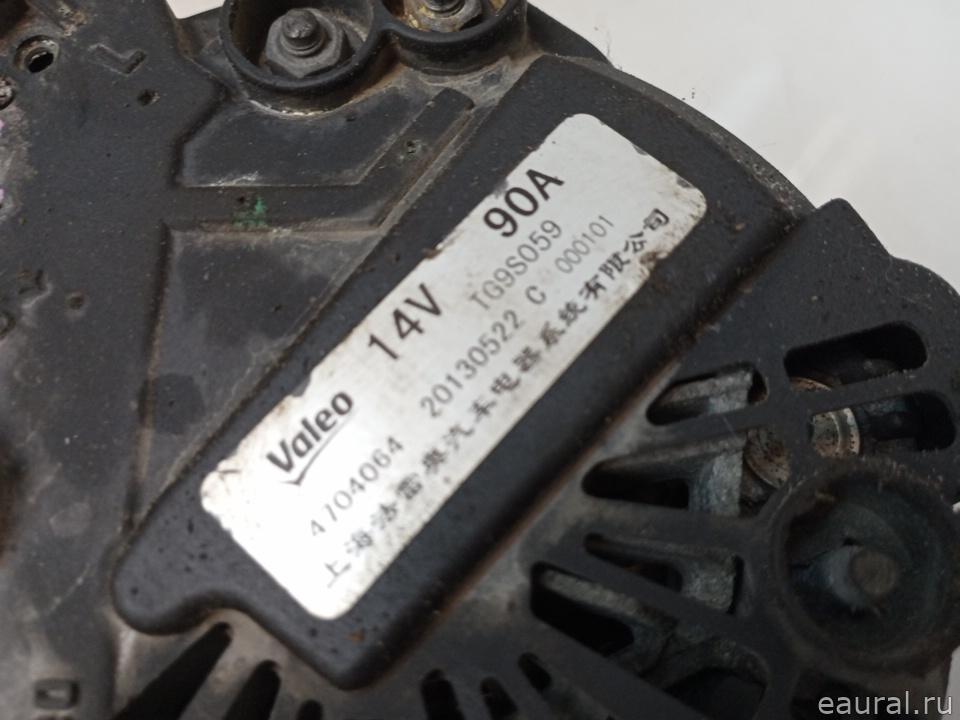 Valeo 14V 90A
TG9S059
4704064 20130522 C 000101
上海法雷奥汽车电器系统有限公司
L
eaural.ru